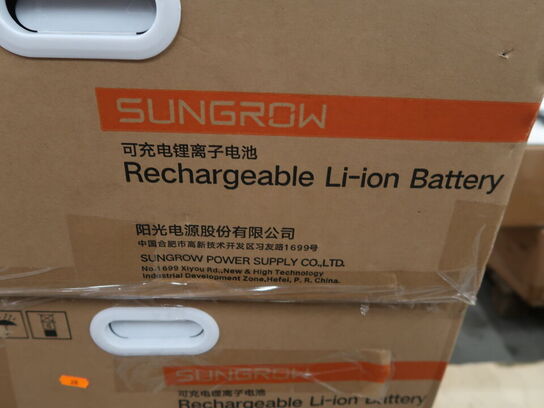 SUNGROW
可充电锂离子电池
Rechargeable Li-ion Battery
阳光电源股份有限公司
中国合肥市高新技术开发区习友路1699号
SUNGROW POWER SUPPLY CO.,LTD.
No.1699 Xiyou Rd.,New & High Technology
Industrial Development Zone,Hefei, P. R. China.
SUNGROW
可充电锂离子电池
Rechargeable Li-ion Battery